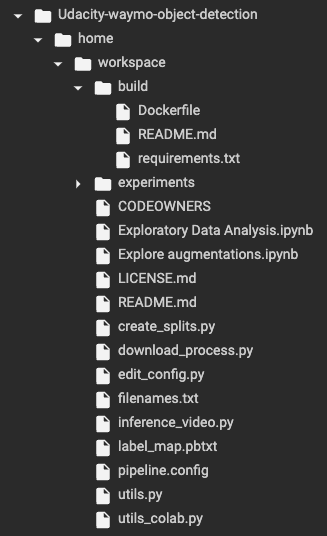 Udacity-waymo-object-detection
home
workspace
build
Dockerfile
README.md
requirements.txt
experiments
CODEOWNERS
Exploratory Data Analysis.ipynb
Explore augmentations.ipynb
LICENSE.md
README.md
create_splits.py
download_process.py
edit_config.py
filenames.txt
inference_video.py
label_map.pbtxt
pipeline.config
utils.py
utils_colab.py